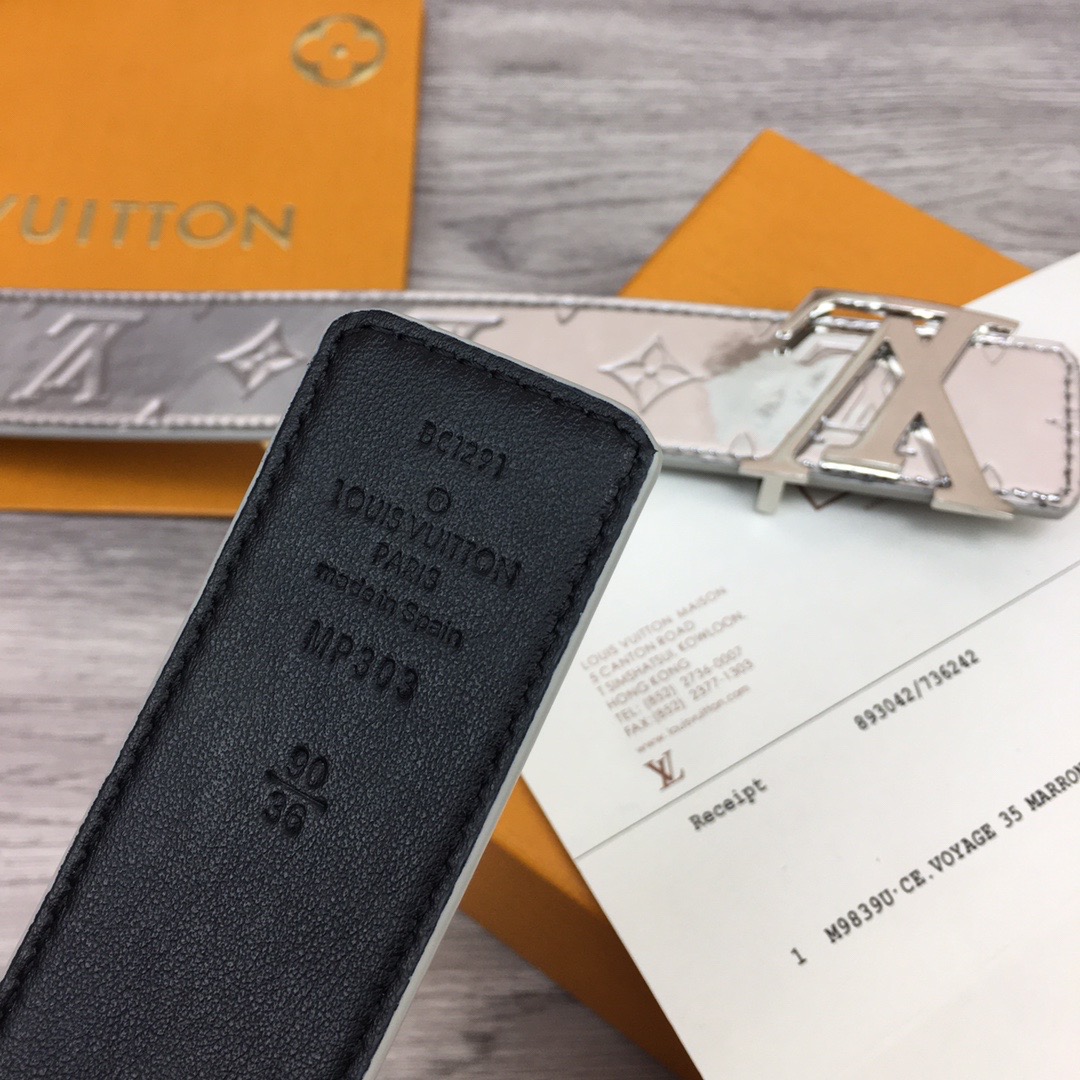 VUITTON
BC1291
LOUIS VUITTON
PARIS
made in Spain
MP303
90
36
LOUIS VUITTON MAISON
5 CANTON ROAD
TSIMSHATSUI, KOWLOON.
HONG KONG
TEL: (852) 2736-0007
FAX: (852) 2377-1303
www.louisvuitton.com
LV
893042/736242
Receipt
1 M9839U·CE.VOYAGE 35 MARRON